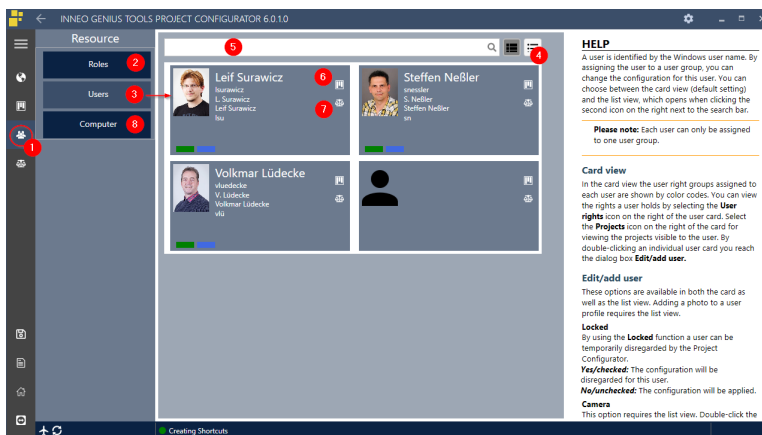 INNEO GENIUS TOOLS PROJECT CONFIGURATOR 6.0.1.0
Resource
Roles
2
Users
3
Computer
8
1
5
4
Leif Surawicz
lsurawicz
L. Surawicz
Leif Surawicz
lsu
6
7
Steffen Neßler
snessler
S. Neßler
Steffen Neßler
sn
Volkmar Lüdecke
vluedecke
V. Lüdecke
Volkmar Lüdecke
vlü
HELP
A user is identified by the Windows user name. By
assigning the user to a user group, you can
change the configuration for this user. You can
choose between the card view (default setting)
and the list view, which opens when clicking the
second icon on the right next to the search bar.
Please note: Each user can only be assigned
to one user group.
Card view
In the card view the user right groups assigned to
each user are shown by color codes. You can view
the rights a user holds by selecting the User
rights icon on the right of the user card. Select
the Projects icon on the right of the card for
viewing the projects visible to the user. By
double-clicking an individual user card you reach
the dialog box Edit/add user.
Edit/add user
These options are available in both the card as
well as the list view. Adding a photo to a user
profile requires the list view.
Locked
By using the Locked function a user can be
temporarily disregarded by the Project
Configurator.
Yes/checked: The configuration will be
disregarded for this user.
No/unchecked: The configuration will be applied.
Camera
This option requires the list view. Double-click the
Creating Shortcuts